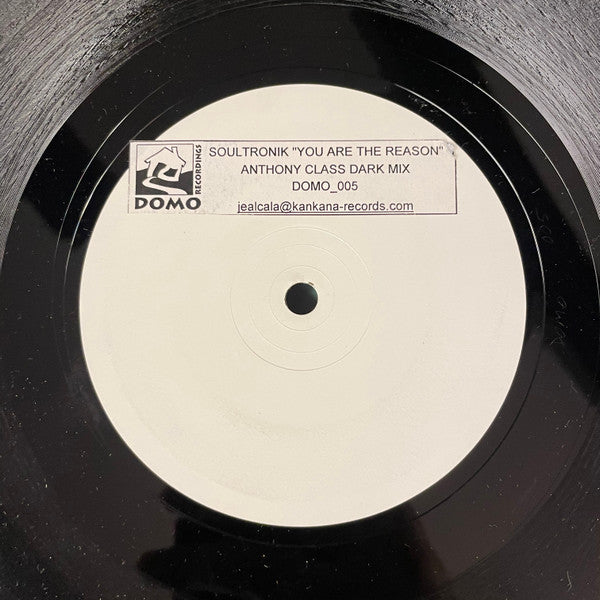 DOMO
RECORDINGS
SOULTRONIK "YOU ARE THE REASON"
ANTHONY CLASS DARK MIX
DOMO_005
jealcala@kankana-records.com